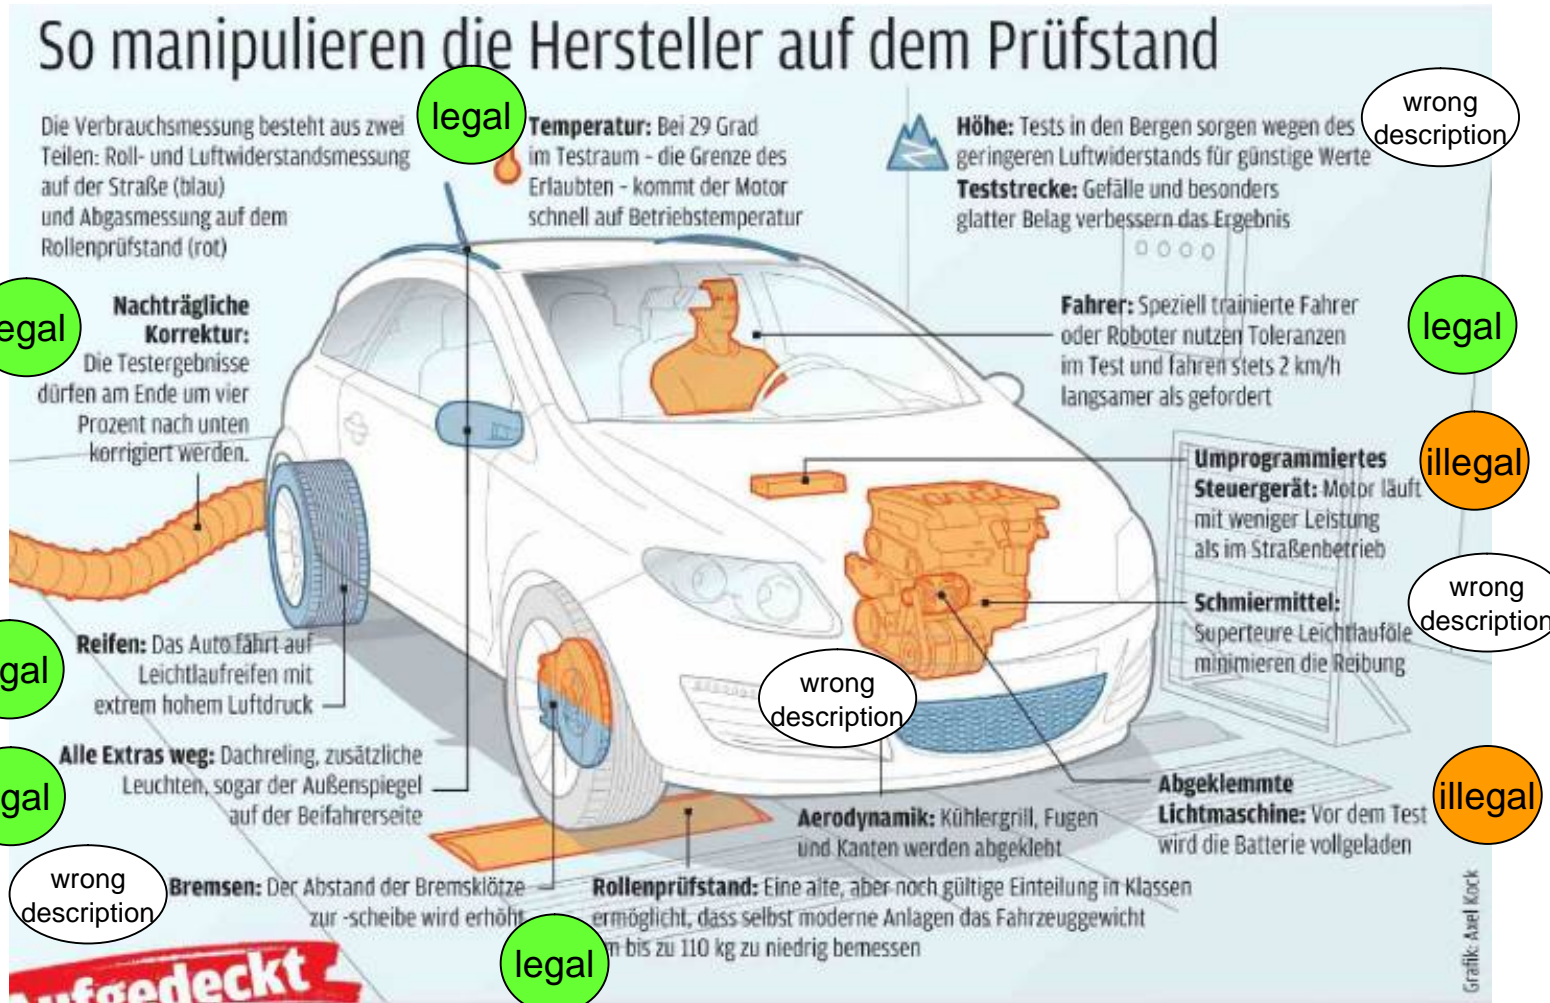 So manipulieren die Hersteller auf dem Prüfstand
Die Verbrauchsmessung besteht aus zwei
Teilen: Roll- und Luftwiderstandsmessung
auf der Straße (blau)
und Abgasmessung auf dem
Rollenprüfstand (rot)
legal
Temperatur: Bei 29 Grad
im Testraum - die Grenze des
Erlaubten - kommt der Motor
schnell auf Betriebstemperatur
Höhe: Tests in den Bergen sorgen wegen des
geringeren Luftwiderstands für günstige Werte
Teststrecke: Gefälle und besonders
glatter Belag verbessern das Ergebnis
wrong
description
egal
Nachträgliche
Korrektur:
Die Testergebnisse
dürfen am Ende um vier
Prozent nach unten
korrigiert werden.
Fahrer: Speziell trainierte Fahrer
oder Roboter nutzen Toleranzen
im Test und fahren stets 2 km/h
langsamer als gefordert
legal
Umprogrammiertes
Steuergerät: Motor läuft
mit weniger Leistung
als im Straßenbetrieb
illegal
Schmiermittel:
Superteure Leichtlauföle
minimieren die Reibung
wrong
description
gal
Reifen: Das Auto fährt auf
Leichtlaufreifen mit
extrem hohem Luftdruck
gal
Alle Extras weg: Dachreling, zusätzliche
Leuchten, sogar der Außenspiegel
auf der Beifahrerseite
wrong
description
Aerodynamik: Kühlergrill, Fugen
und Kanten werden abgeklebt
Abgeklemmte
Lichtmaschine: Vor dem Test
wird die Batterie vollgeladen
illegal
wrong
description
Bremsen: Der Abstand der Bremsklötze
zur -scheibe wird erhöht
legal
Rollenprüfstand: Eine alte, aber noch gültige Einteilung in Klassen
ermöglicht, dass selbst moderne Anlagen das Fahrzeuggewicht
m bis zu 110 kg zu niedrig bemessen
Aufgedeckt
Grafik: Axel Kock